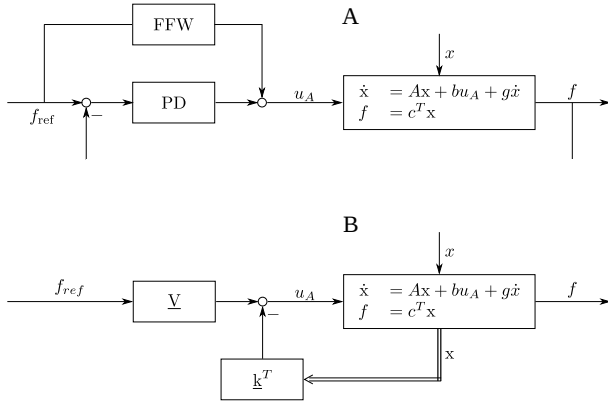 A
FFW
x
PD
u_A
ẋ = Ax + bu_A + gẋ
f = c^T x
f
f_ref
−
B
x
f_ref
V
u_A
ẋ = Ax + bu_A + gẋ
f = c^T x
f
−
x
k^T